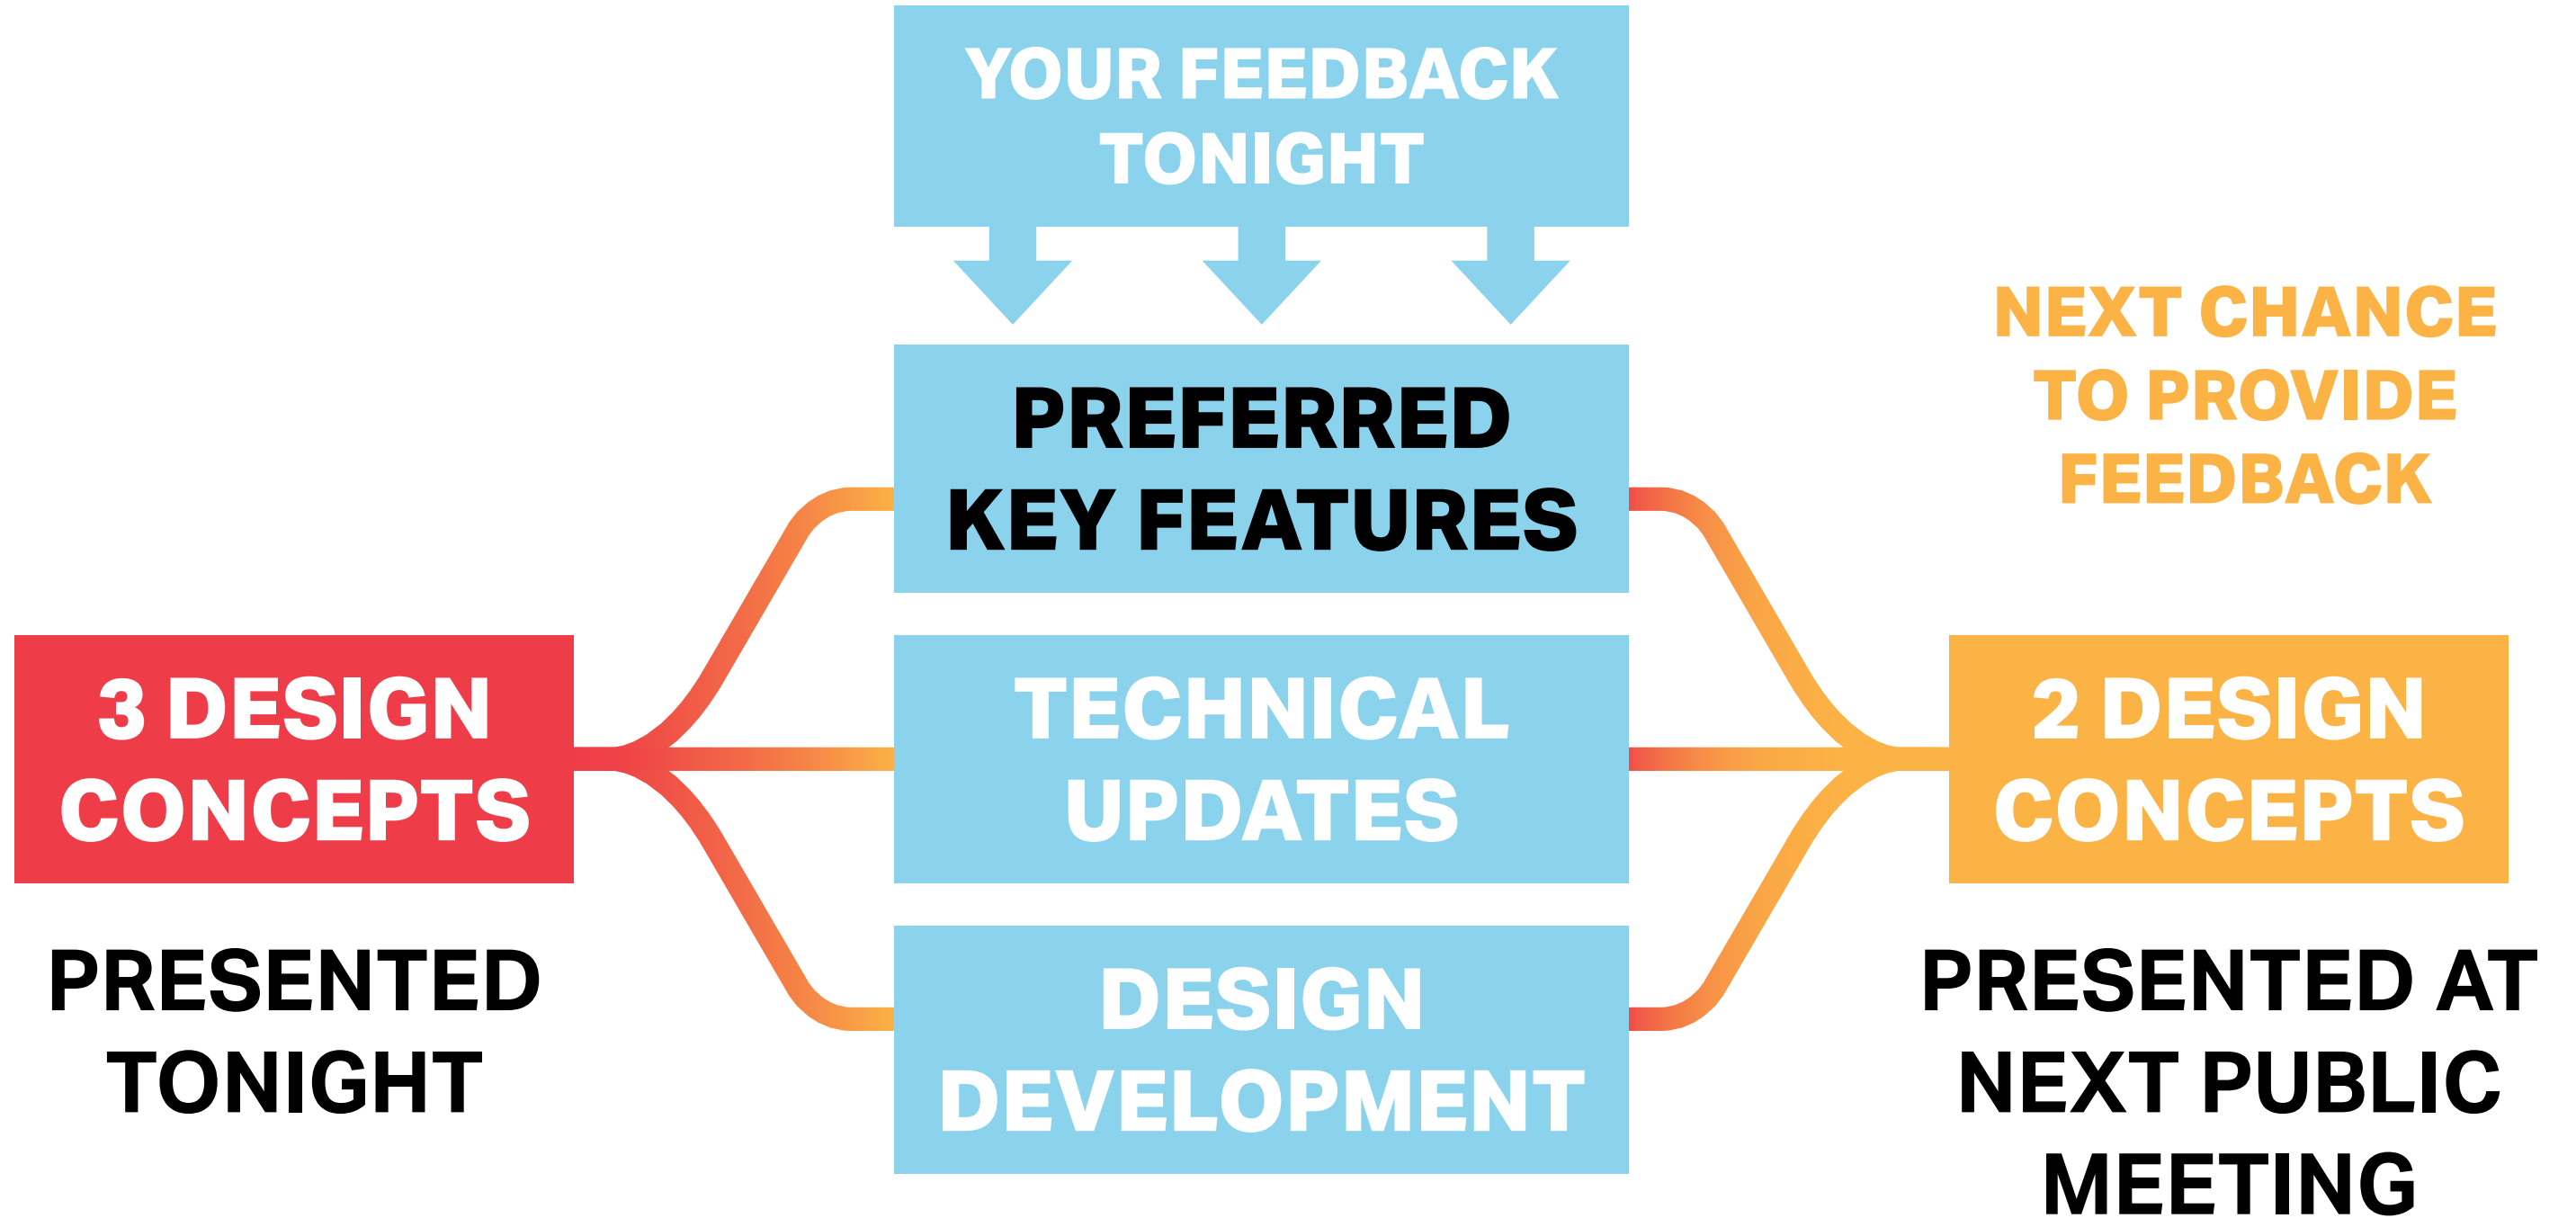 YOUR FEEDBACK
TONIGHT
PREFERRED
KEY FEATURES
NEXT CHANCE
TO PROVIDE
FEEDBACK
3 DESIGN
CONCEPTS
PRESENTED
TONIGHT
TECHNICAL
UPDATES
DESIGN
DEVELOPMENT
2 DESIGN
CONCEPTS
PRESENTED AT
NEXT PUBLIC
MEETING